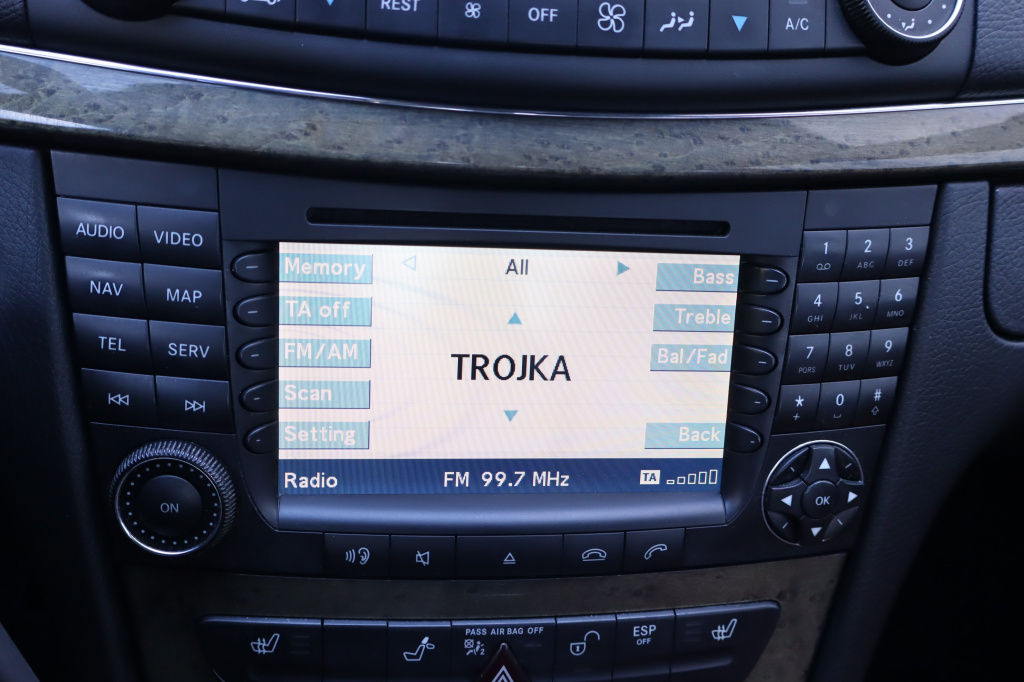 REST
OFF
A/C
AUDIO
VIDEO
NAV
MAP
TEL
SERV
ON
Memory
TA off
FM/AM
Scan
Setting
All
TROJKA
Bass
Treble
Bal/Fad
Back
Radio FM 99.7 MHz TA
1 2 3
ABC DEF
4 5 6
GHI JKL MNO
7 8 9
PQRS TUV WXYZ
* 0 #
+
OK
PASS AIR BAG OFF
2
ESP
OFF